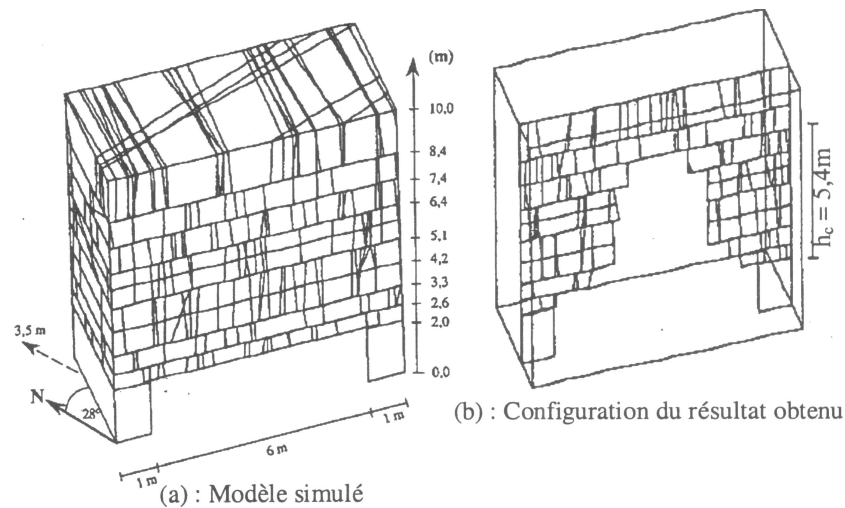 (m)
10,0
8,4
7,4
6,4
5,1
4,2
3,3
2,6
2,0
0,0
3,5 m
N
28°
1 m
6 m
1 m
(a) : Modèle simulé
hc = 5,4m
(b) : Configuration du résultat obtenu